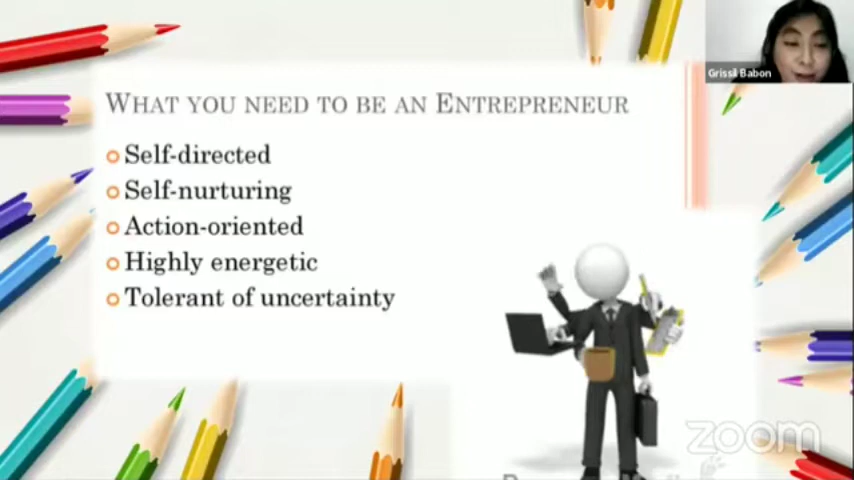 WHAT YOU NEED TO BE AN ENTREPRENEUR
Self-directed
Self-nurturing
Action-oriented
Highly energetic
Tolerant of uncertainty
Grissil Babon
zoom